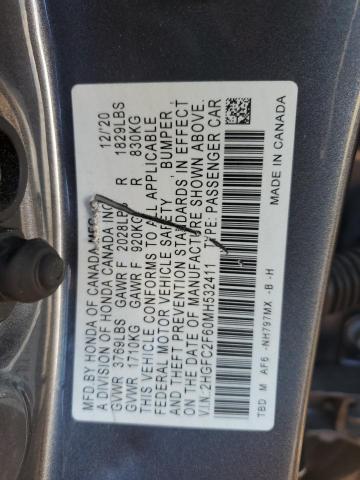 MFD.BY HONDA OF CANADA MFG., 12/'20
A DIVISION OF HONDA CANADA INC.
GVWR 3769LBS GAWR F 2028LBS R 1829LBS
GVWR 1710KG GAWR F 920KG R 830KG
THIS VEHICLE CONFORMS TO ALL APPLICABLE
FEDERAL MOTOR VEHICLE SAFETY , BUMPER ,
AND THEFT PREVENTION STANDARDS IN EFFECT
ON THE DATE OF MANUFACTURE SHOWN ABOVE.
V.I.N.:2HGFC2F60MH532411 TYPE: PASSENGER CAR
TBD M AF6 -NH797MX -B -H
MADE IN CANADA